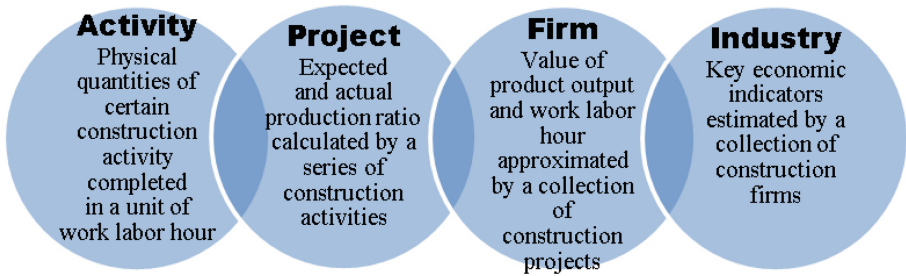 Activity
Physical
quantities of
certain
construction
activity
completed
in a unit of
work labor hour
Project
Expected
and actual
production ratio
calculated by a
series of
construction
activities
Firm
Value of
product output
and work labor
hour
approximated
by a collection
of
construction
projects
Industry
Key economic
indicators
estimated by a
collection of
construction
firms